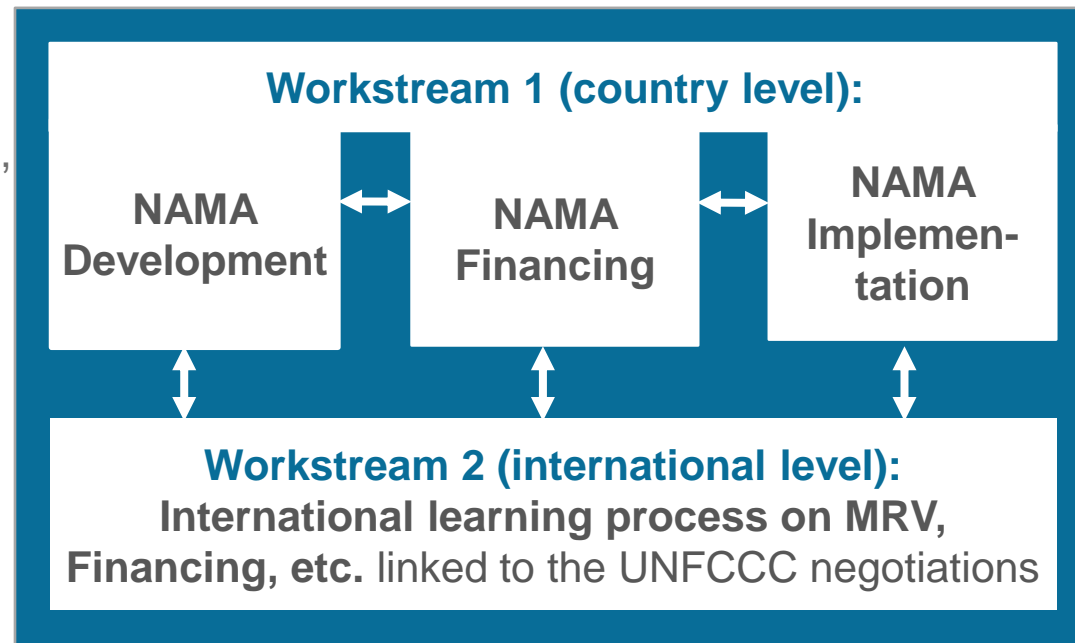 Workstream 1 (country level):
,
NAMA
Development
NAMA
Financing
NAMA
Implemen-
tation
Workstream 2 (international level):
International learning process on MRV,
Financing, etc. linked to the UNFCCC negotiations